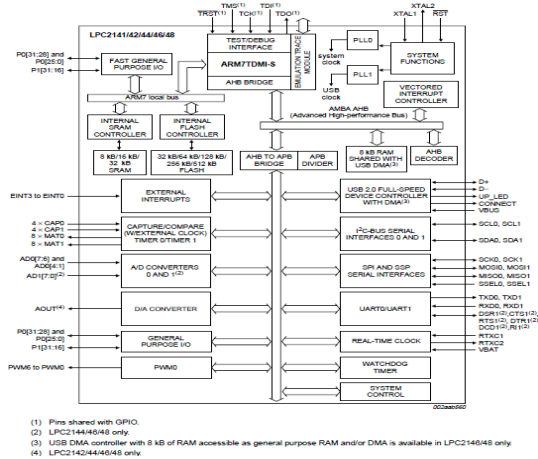 TMS(1) TDI(1)
TRST(1) TCK(1) TDO(1)
XTAL2
XTAL1 RST
LPC2141/42/44/46/48
P0[31:28] and
P0[25:0]
P1[31:16]
FAST GENERAL
PURPOSE I/O
TEST/DEBUG
INTERFACE
ARM7TDMI-S
AHB BRIDGE
EMULATION TRACE
MODULE
PLL0
system
clock
PLL1
USB
clock
SYSTEM
FUNCTIONS
VECTORED
INTERRUPT
CONTROLLER
ARM7 local bus
AMBA AHB
(Advanced High-performance Bus)
INTERNAL
SRAM
CONTROLLER
INTERNAL
FLASH
CONTROLLER
8 kB/16 kB/
32 kB
SRAM
32 kB/64 kB/128 kB/
256 kB/512 kB
FLASH
AHB TO APB
BRIDGE
APB
DIVIDER
8 kB RAM
SHARED WITH
USB DMA(3)
AHB
DECODER
EINT3 to EINT0
EXTERNAL
INTERRUPTS
USB 2.0 FULL-SPEED
DEVICE CONTROLLER
WITH DMA(3)
D+
D-
UP_LED
CONNECT
VBUS
4 × CAP0
4 × CAP1
8 × MAT0
8 × MAT1
CAPTURE/COMPARE
(W/EXTERNAL CLOCK)
TIMER 0/TIMER 1
I2C-BUS SERIAL
INTERFACES 0 AND 1
SCL0, SCL1
SDA0, SDA1
AD0[7:6] and
AD0[4:1]
AD1[7:0](2)
A/D CONVERTERS
0 AND 1(2)
SPI AND SSP
SERIAL INTERFACES
SCK0, SCK1
MOSI0, MOSI1
MISO0, MISO1
SSEL0, SSEL1
AOUT(4)
D/A CONVERTER
UART0/UART1
TXD0, TXD1
RXD0, RXD1
DSR1(2),CTS1(2),
RTS1(2), DTR1(2)
DCD1(2),RI1(2)
P0[31:28] and
P0[25:0]
P1[31:16]
GENERAL
PURPOSE I/O
REAL-TIME CLOCK
RTXC1
RTXC2
VBAT
PWM6 to PWM0
PWM0
WATCHDOG
TIMER
SYSTEM
CONTROL
002aab560
(1) Pins shared with GPIO.
(2) LPC2144/46/48 only.
(3) USB DMA controller with 8 kB of RAM accessible as general purpose RAM and/or DMA is available in LPC2146/48 only.
(4) LPC2142/44/46/48 only.